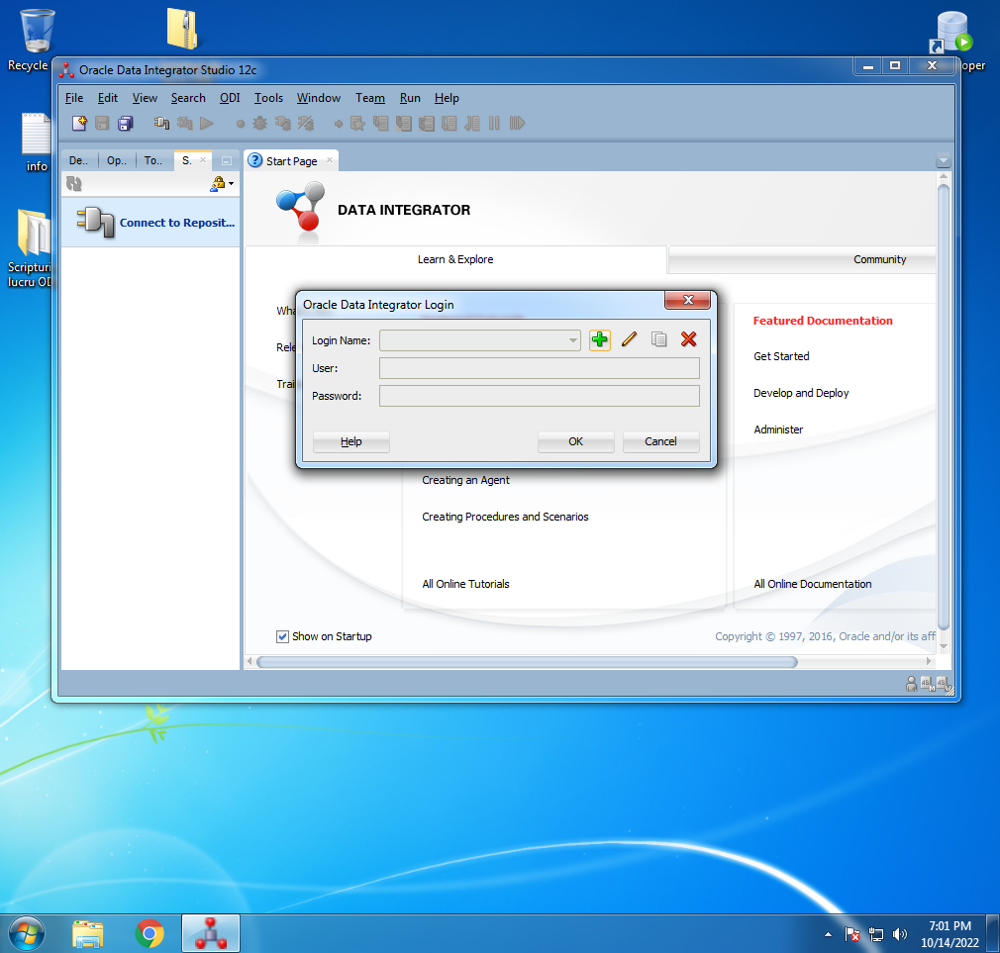 Recycle
oper
Oracle Data Integrator Studio 12c
File Edit View Search ODI Tools Window Team Run Help
info
De.. Op.. To.. S.
Start Page
Connect to Reposit...
DATA INTEGRATOR
Learn & Explore
Community
Scriptur
lucru OD
Oracle Data Integrator Login
Login Name:
User:
Password:
Help
OK
Cancel
Wha
Rele
Trai
Featured Documentation
Get Started
Develop and Deploy
Administer
Creating an Agent
Creating Procedures and Scenarios
All Online Tutorials
All Online Documentation
Show on Startup
Copyright © 1997, 2016, Oracle and/or its aff
7:01 PM
10/14/2022